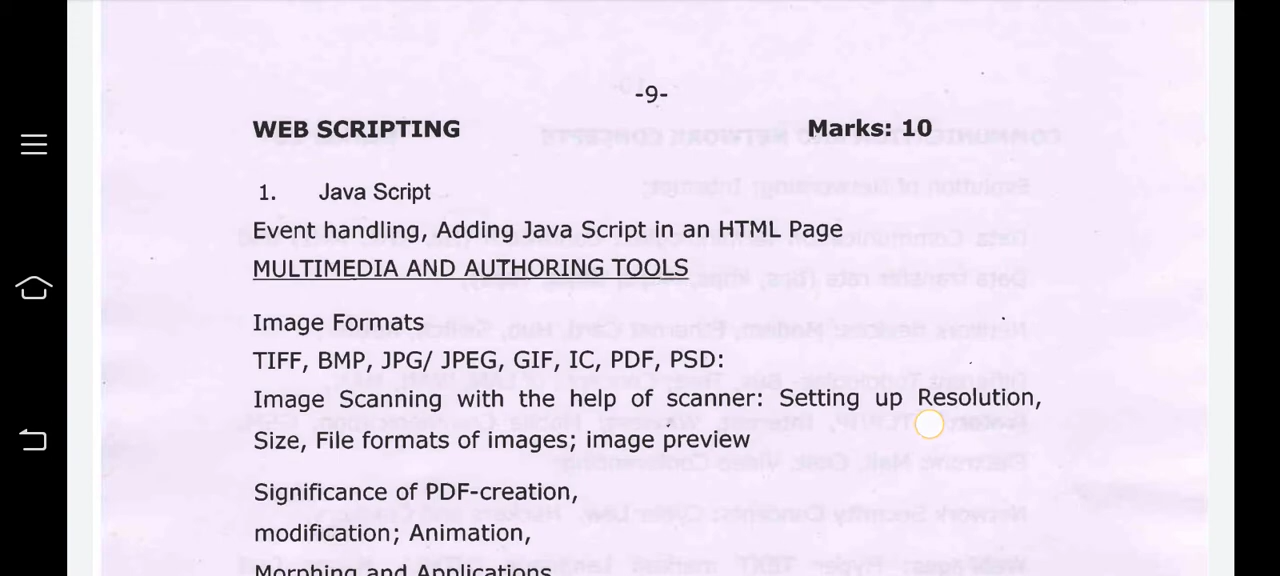 -9-
WEB SCRIPTING Marks: 10
1. Java Script
Event handling, Adding Java Script in an HTML Page
MULTIMEDIA AND AUTHORING TOOLS
Image Formats
TIFF, BMP, JPG/ JPEG, GIF, IC, PDF, PSD:
Image Scanning with the help of scanner: Setting up Resolution,
Size, File formats of images; image preview
Significance of PDF-creation,
modification; Animation,
Morphing and Applications